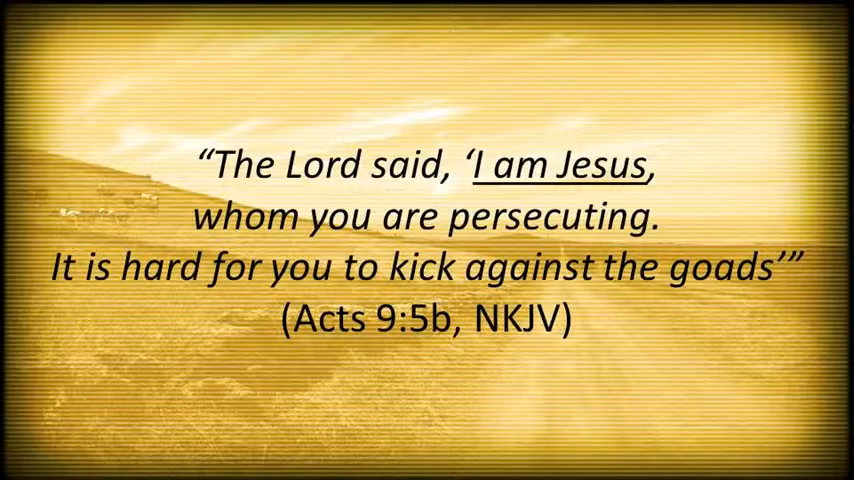 “The Lord said, ‘I am Jesus,
whom you are persecuting.
It is hard for you to kick against the goads’”
(Acts 9:5b, NKJV)